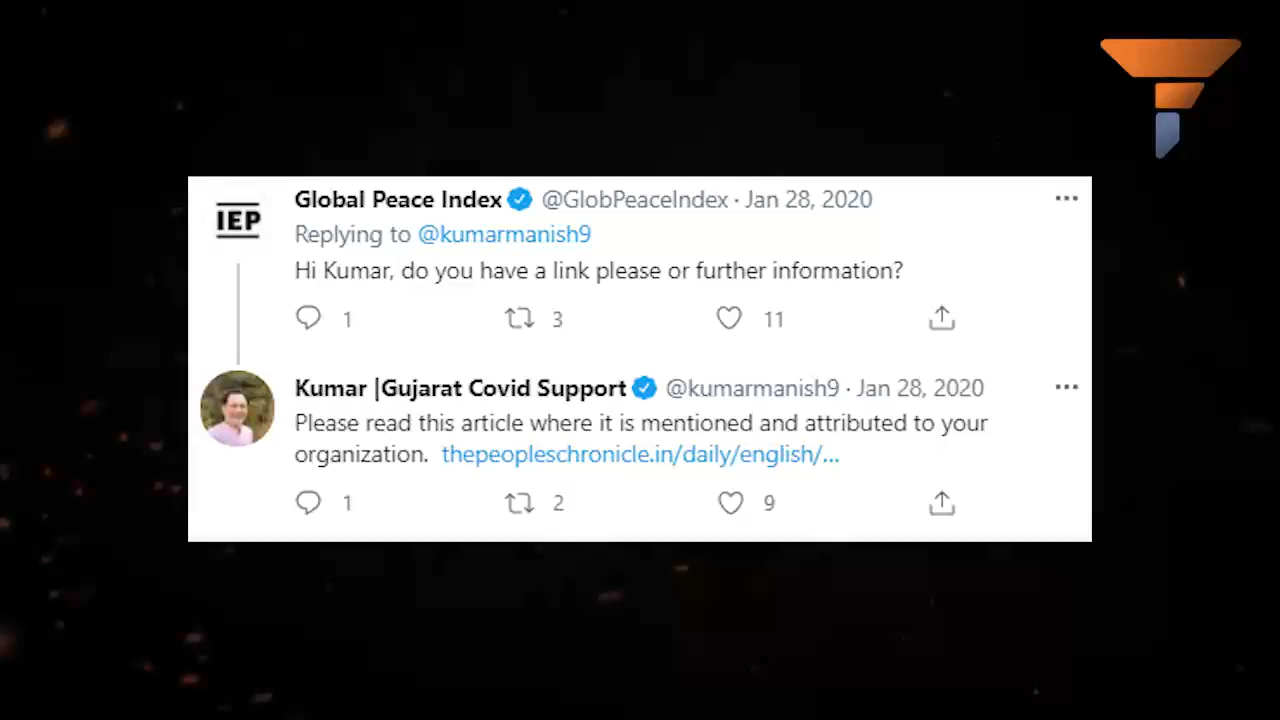 IEP
Global Peace Index @GlobPeaceIndex · Jan 28, 2020
Replying to @kumarmanish9
Hi Kumar, do you have a link please or further information?
1 3 11
Kumar |Gujarat Covid Support @kumarmanish9 · Jan 28, 2020
Please read this article where it is mentioned and attributed to your
organization. thepeopleschronicle.in/daily/english/...
1 2 9